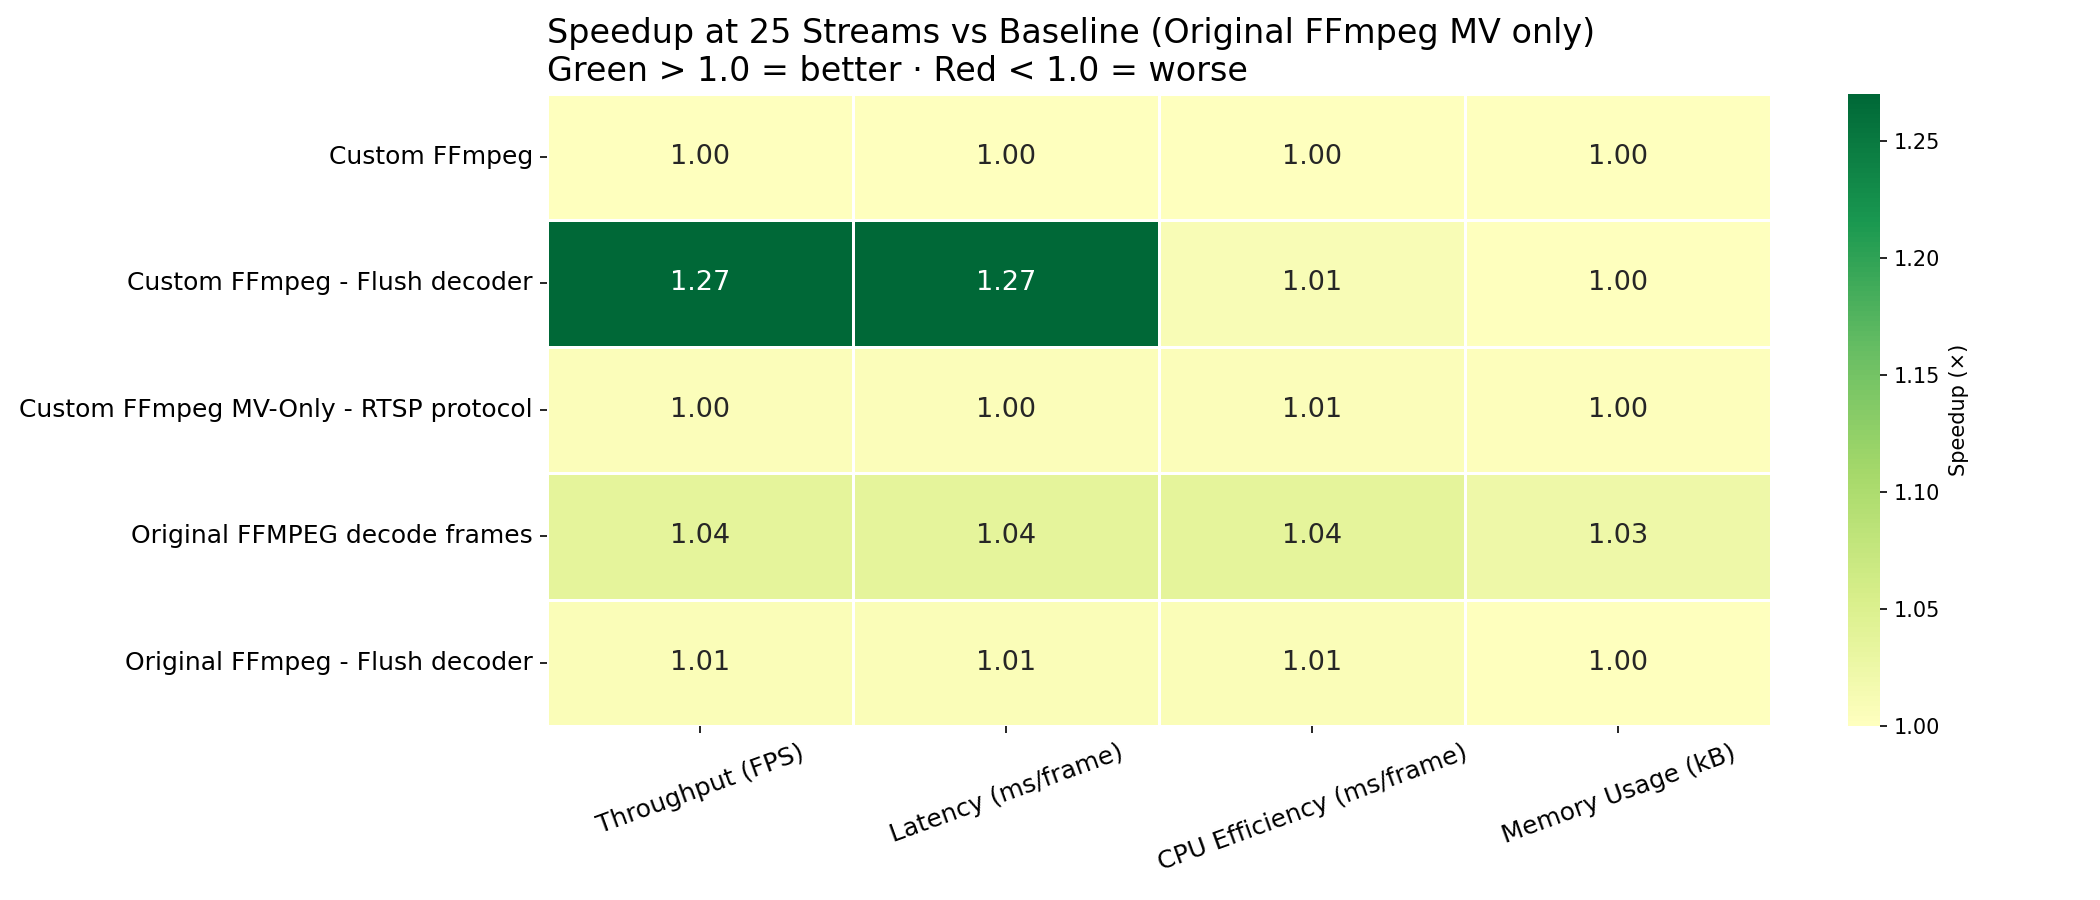 Speedup at 25 Streams vs Baseline (Original FFmpeg MV only)
Green > 1.0 = better · Red < 1.0 = worse
Custom FFmpeg 1.00 1.00 1.00 1.00
Custom FFmpeg - Flush decoder 1.27 1.27 1.01 1.00
Custom FFmpeg MV-Only - RTSP protocol 1.00 1.00 1.01 1.00
Original FFMPEG decode frames 1.04 1.04 1.04 1.03
Original FFmpeg - Flush decoder 1.01 1.01 1.01 1.00
Throughput (FPS)
Latency (ms/frame)
CPU Efficiency (ms/frame)
Memory Usage (kB)
1.25
1.20
1.15
1.10
1.05
1.00
Speedup (×)